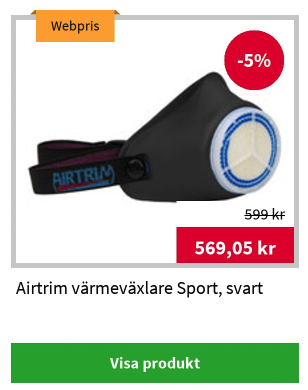 Webpris
-5%
AIRTRIM
599 kr
569,05 kr
Airtrim värmeväxlare Sport, svart
Visa produkt